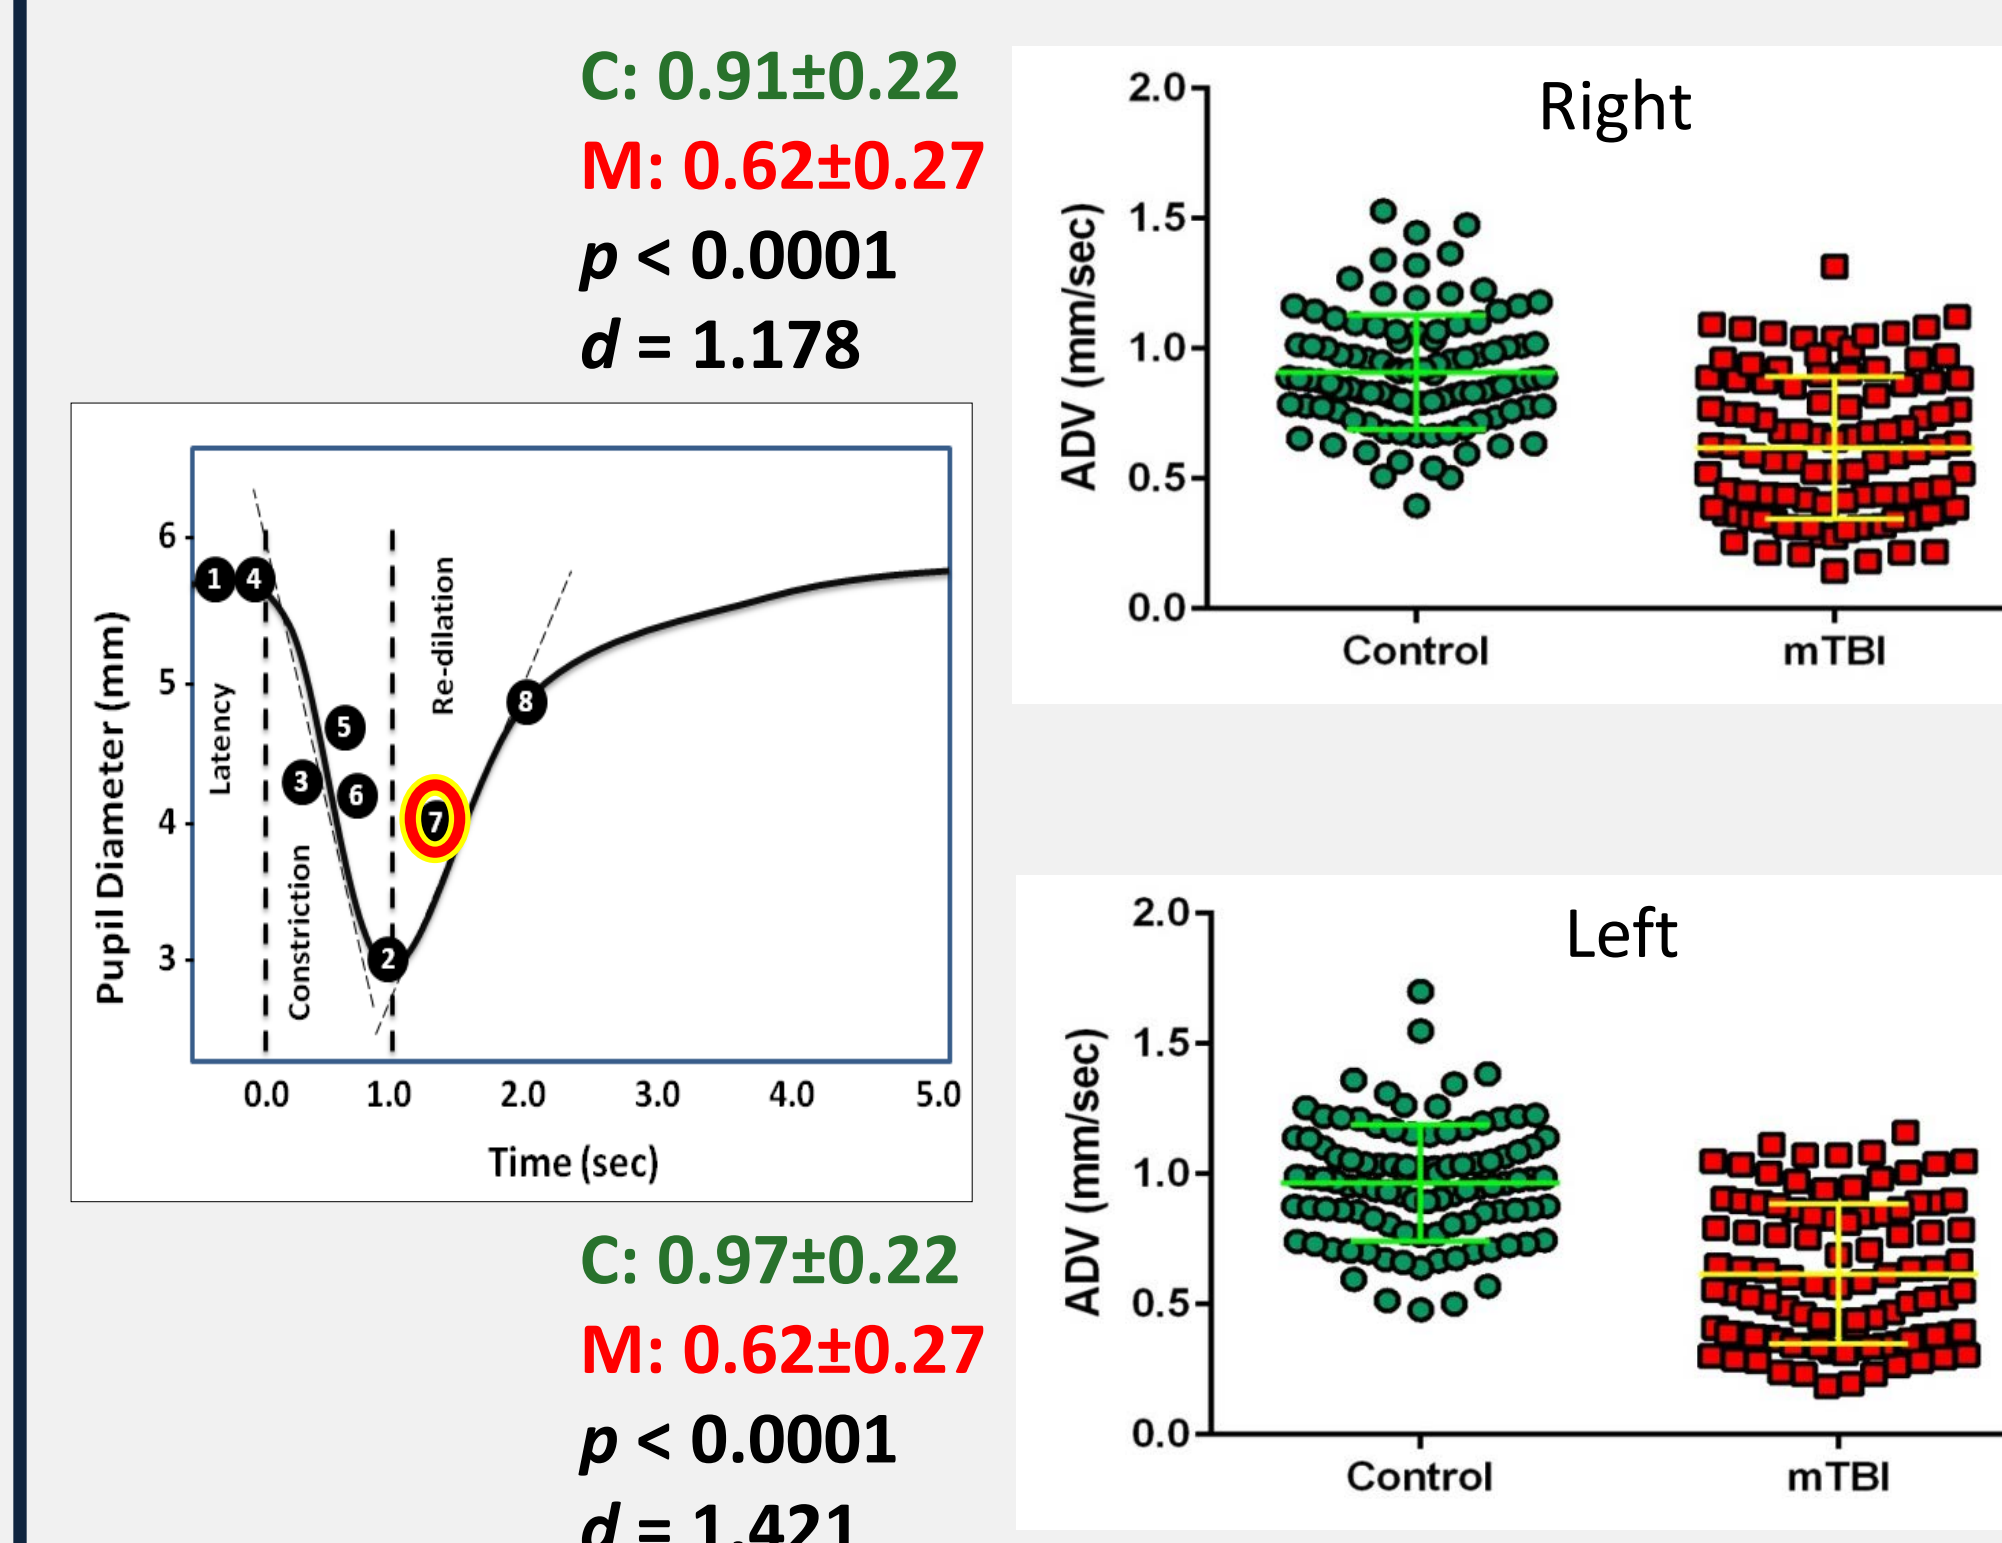 C: 0.91±0.22
M: 0.62±0.27
p < 0.0001
d = 1.178
Right
2.0
1.5
1.0
0.5
0.0
ADV (mm/sec)
Control
mTBI
6
5
4
3
Pupil Diameter (mm)
Latency
Constriction
Re-dilation
1
4
5
3
6
7
8
2
0.0
1.0
2.0
3.0
4.0
5.0
Time (sec)
C: 0.97±0.22
M: 0.62±0.27
p < 0.0001
d = 1.421
Left
2.0
1.5
1.0
0.5
0.0
ADV (mm/sec)
Control
mTBI